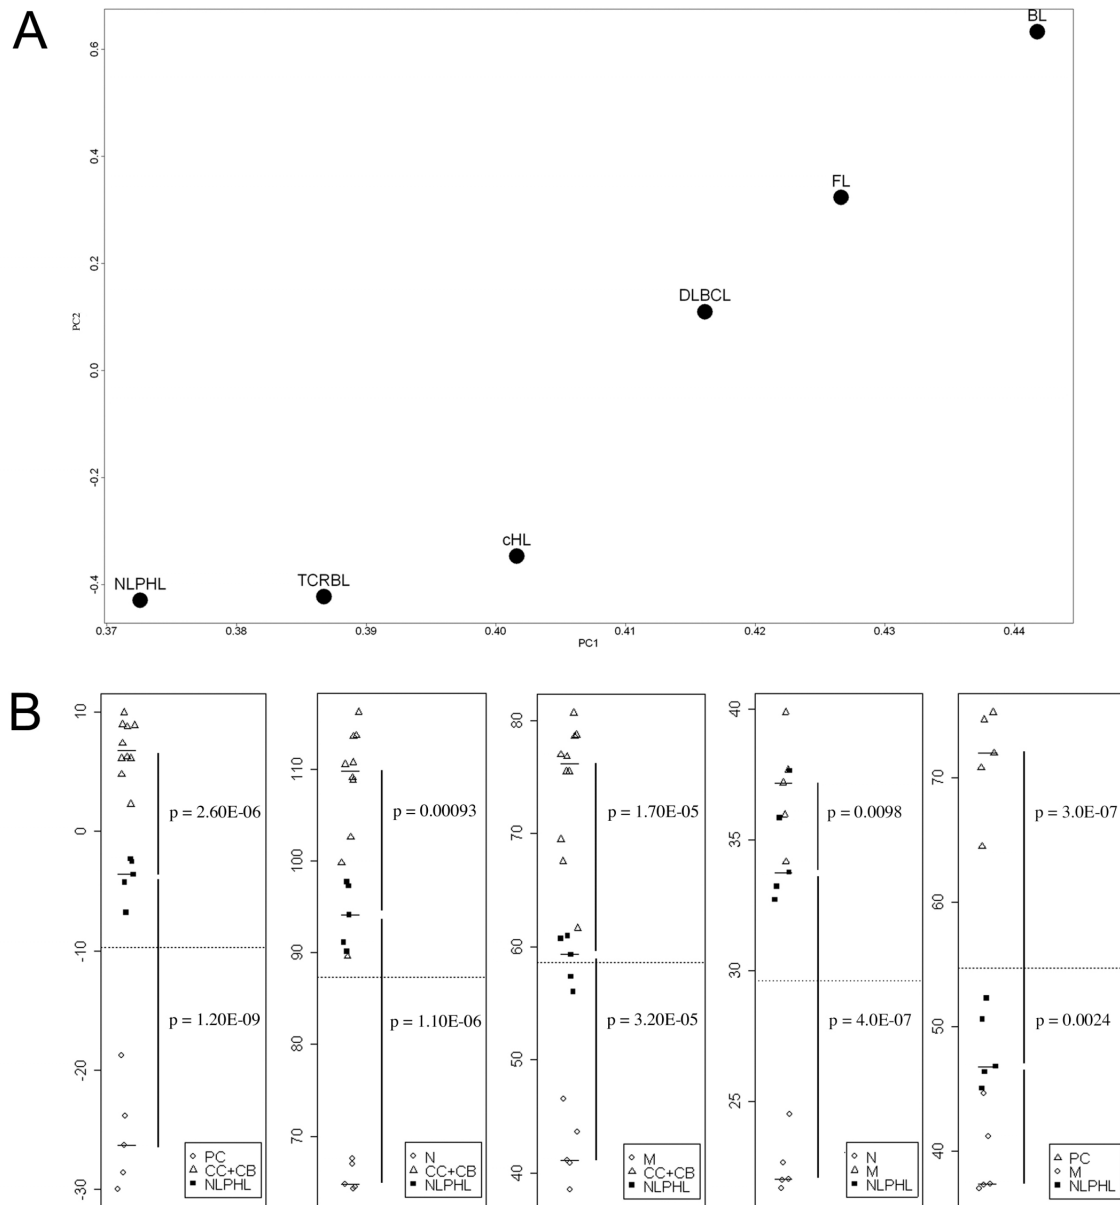 A
BL
0.6
0.4
FL
0.2
DLBCL
PC2
0.0
-0.2
cHL
-0.4
NLPHL
TCRBL
0.37 0.38 0.39 0.40 0.41 0.42 0.43 0.44
PC1
B
10
0
-10
-20
-30
p = 2.60E-06
p = 1.20E-09
PC
CC+CB
NLPHL
110
100
90
80
70
p = 0.00093
p = 1.10E-06
N
CC+CB
NLPHL
80
70
60
50
40
p = 1.70E-05
p = 3.20E-05
M
CC+CB
NLPHL
40
35
30
25
p = 0.0098
p = 4.0E-07
N
M
NLPHL
70
60
50
40
p = 3.0E-07
p = 0.0024
PC
M
NLPHL